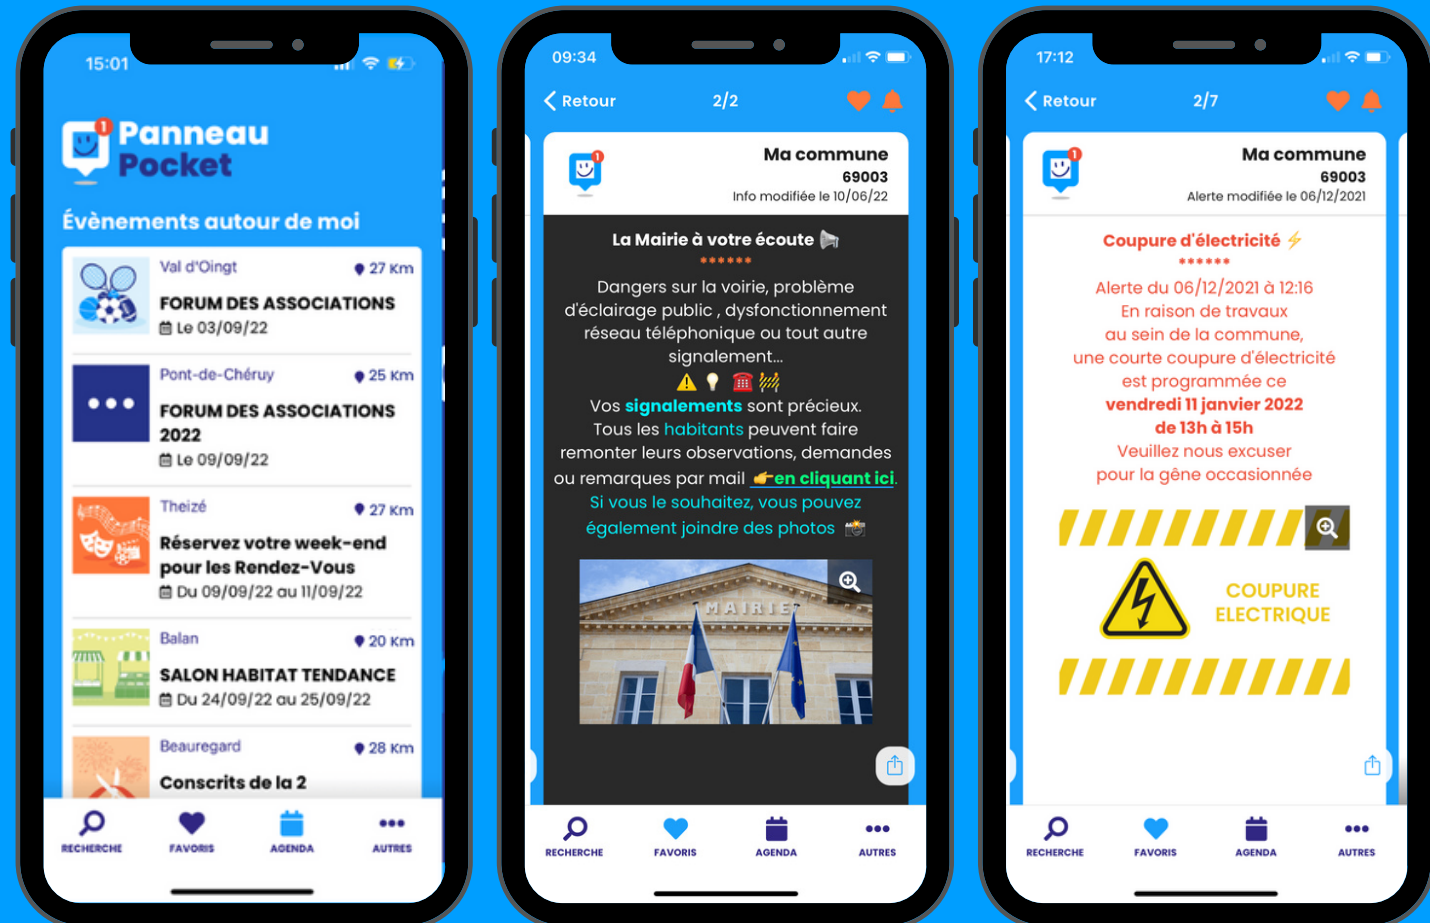 15:01
Panneau
Pocket
1
Évènements autour de moi
Val d'Oingt
27 Km
FORUM DES ASSOCIATIONS
Le 03/09/22
Pont-de-Chéruy
25 Km
FORUM DES ASSOCIATIONS
2022
Le 09/09/22
Theizé
27 Km
Réservez votre week-end
pour les Rendez-Vous
Du 09/09/22 au 11/09/22
Balan
20 Km
SALON HABITAT TENDANCE
Du 24/09/22 au 25/09/22
Beauregard
28 Km
Conscrits de la 2
RECHERCHE
FAVORIS
AGENDA
AUTRES
09:34
Retour
2/2
1
Ma commune
69003
Info modifiée le 10/06/22
La Mairie à votre écoute
******
Dangers sur la voirie, problème
d'éclairage public , dysfonctionnement
réseau téléphonique ou tout autre
signalement...
Vos signalements sont précieux.
Tous les habitants peuvent faire
remonter leurs observations, demandes
ou remarques par mail 👉en cliquant ici.
Si vous le souhaitez, vous pouvez
également joindre des photos 📸
MAIRIE
RECHERCHE
FAVORIS
AGENDA
AUTRES
17:12
Retour
2/7
1
Ma commune
69003
Alerte modifiée le 06/12/2021
Coupure d'électricité ⚡
******
Alerte du 06/12/2021 à 12:16
En raison de travaux
au sein de la commune,
une courte coupure d'électricité
est programmée ce
vendredi 11 janvier 2022
de 13h à 15h
Veuillez nous excuser
pour la gêne occasionnée
COUPURE
ELECTRIQUE
RECHERCHE
FAVORIS
AGENDA
AUTRES